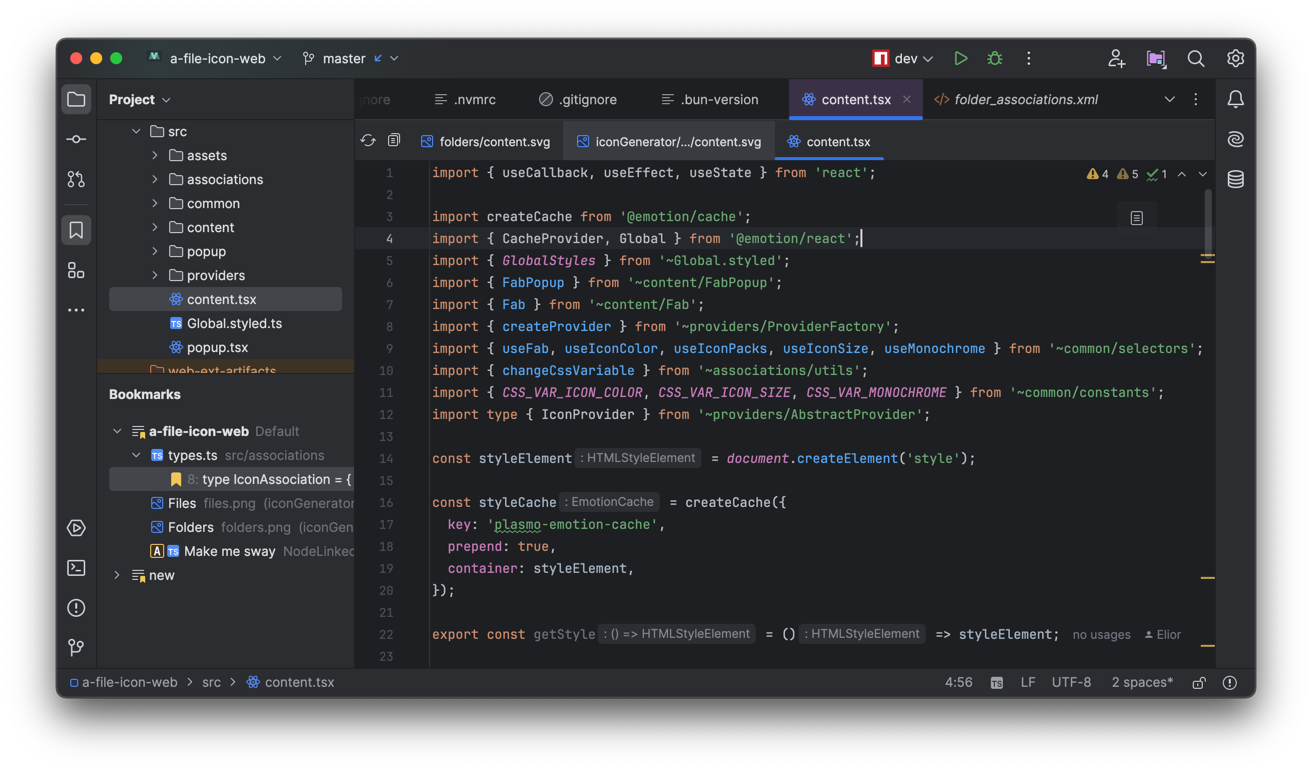 a-file-icon-web
master
dev
Project
nore
.nvmrc
.gitignore
.bun-version
content.tsx
folder_associations.xml
src
assets
associations
common
content
popup
providers
content.tsx
Global.styled.ts
popup.tsx
web-ext-artifacts
Bookmarks
a-file-icon-web Default
types.ts src/associations
8: type IconAssociation = {
Files files.png (iconGenerator
Folders folders.png (iconGen
A TS Make me sway NodeLinked
new
folders/content.svg
iconGenerator/.../content.svg
content.tsx
4 5 1
1 import { useCallback, useEffect, useState } from 'react';
2
3 import createCache from '@emotion/cache';
4 import { CacheProvider, Global } from '@emotion/react';
5 import { GlobalStyles } from '~Global.styled';
6 import { FabPopup } from '~content/FabPopup';
7 import { Fab } from '~content/Fab';
8 import { createProvider } from '~providers/ProviderFactory';
9 import { useFab, useIconColor, useIconPacks, useIconSize, useMonochrome } from '~common/selectors';
10 import { changeCssVariable } from '~associations/utils';
11 import { CSS_VAR_ICON_COLOR, CSS_VAR_ICON_SIZE, CSS_VAR_MONOCHROME } from '~common/constants';
12 import type { IconProvider } from '~providers/AbstractProvider';
13
14 const styleElement : HTMLStyleElement = document.createElement('style');
15
16 const styleCache : EmotionCache = createCache({
17 key: 'plasmo-emotion-cache',
18 prepend: true,
19 container: styleElement,
20 });
21
22 export const getStyle : () => HTMLStyleElement = () : HTMLStyleElement => styleElement; no usages Elior
23
a-file-icon-web > src > content.tsx
4:56
TS
LF
UTF-8
2 spaces*